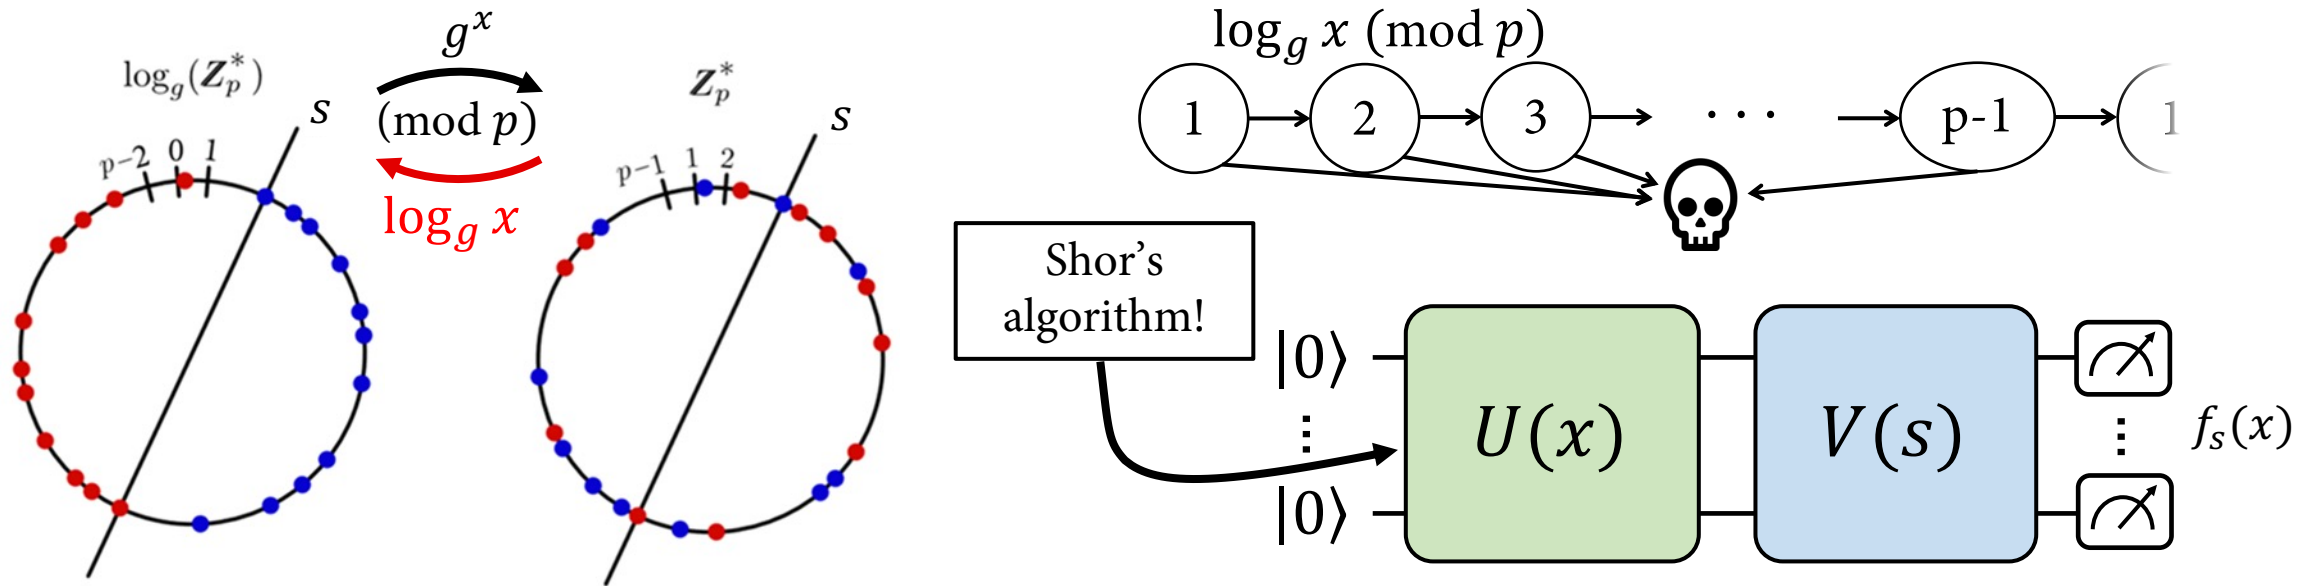 log_g(Z_p^*)
s
p−2 0 1
g^x
(mod p)
log_g x
Z_p^*
s
p−1 1 2
log_g x (mod p)
1 2 3 · · · p-1 1
Shor's
algorithm!
|0⟩
⋮
|0⟩
U(x)
V(s)
⋮
f_s(x)